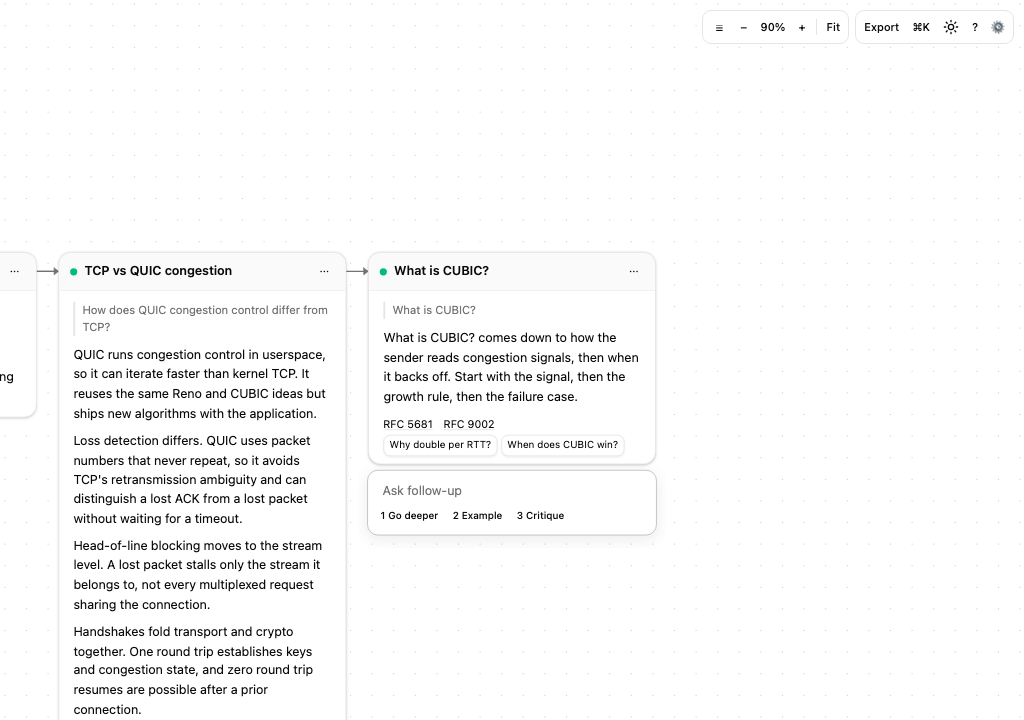 ≡ − 90% + Fit
Export ⌘K ?
...
ng
TCP vs QUIC congestion ...
How does QUIC congestion control differ from
TCP?
QUIC runs congestion control in userspace,
so it can iterate faster than kernel TCP. It
reuses the same Reno and CUBIC ideas but
ships new algorithms with the application.
Loss detection differs. QUIC uses packet
numbers that never repeat, so it avoids
TCP's retransmission ambiguity and can
distinguish a lost ACK from a lost packet
without waiting for a timeout.
Head-of-line blocking moves to the stream
level. A lost packet stalls only the stream it
belongs to, not every multiplexed request
sharing the connection.
Handshakes fold transport and crypto
together. One round trip establishes keys
and congestion state, and zero round trip
resumes are possible after a prior
connection.
What is CUBIC? ...
What is CUBIC?
What is CUBIC? comes down to how the
sender reads congestion signals, then when
it backs off. Start with the signal, then the
growth rule, then the failure case.
RFC 5681 RFC 9002
Why double per RTT? When does CUBIC win?
Ask follow-up
1 Go deeper 2 Example 3 Critique